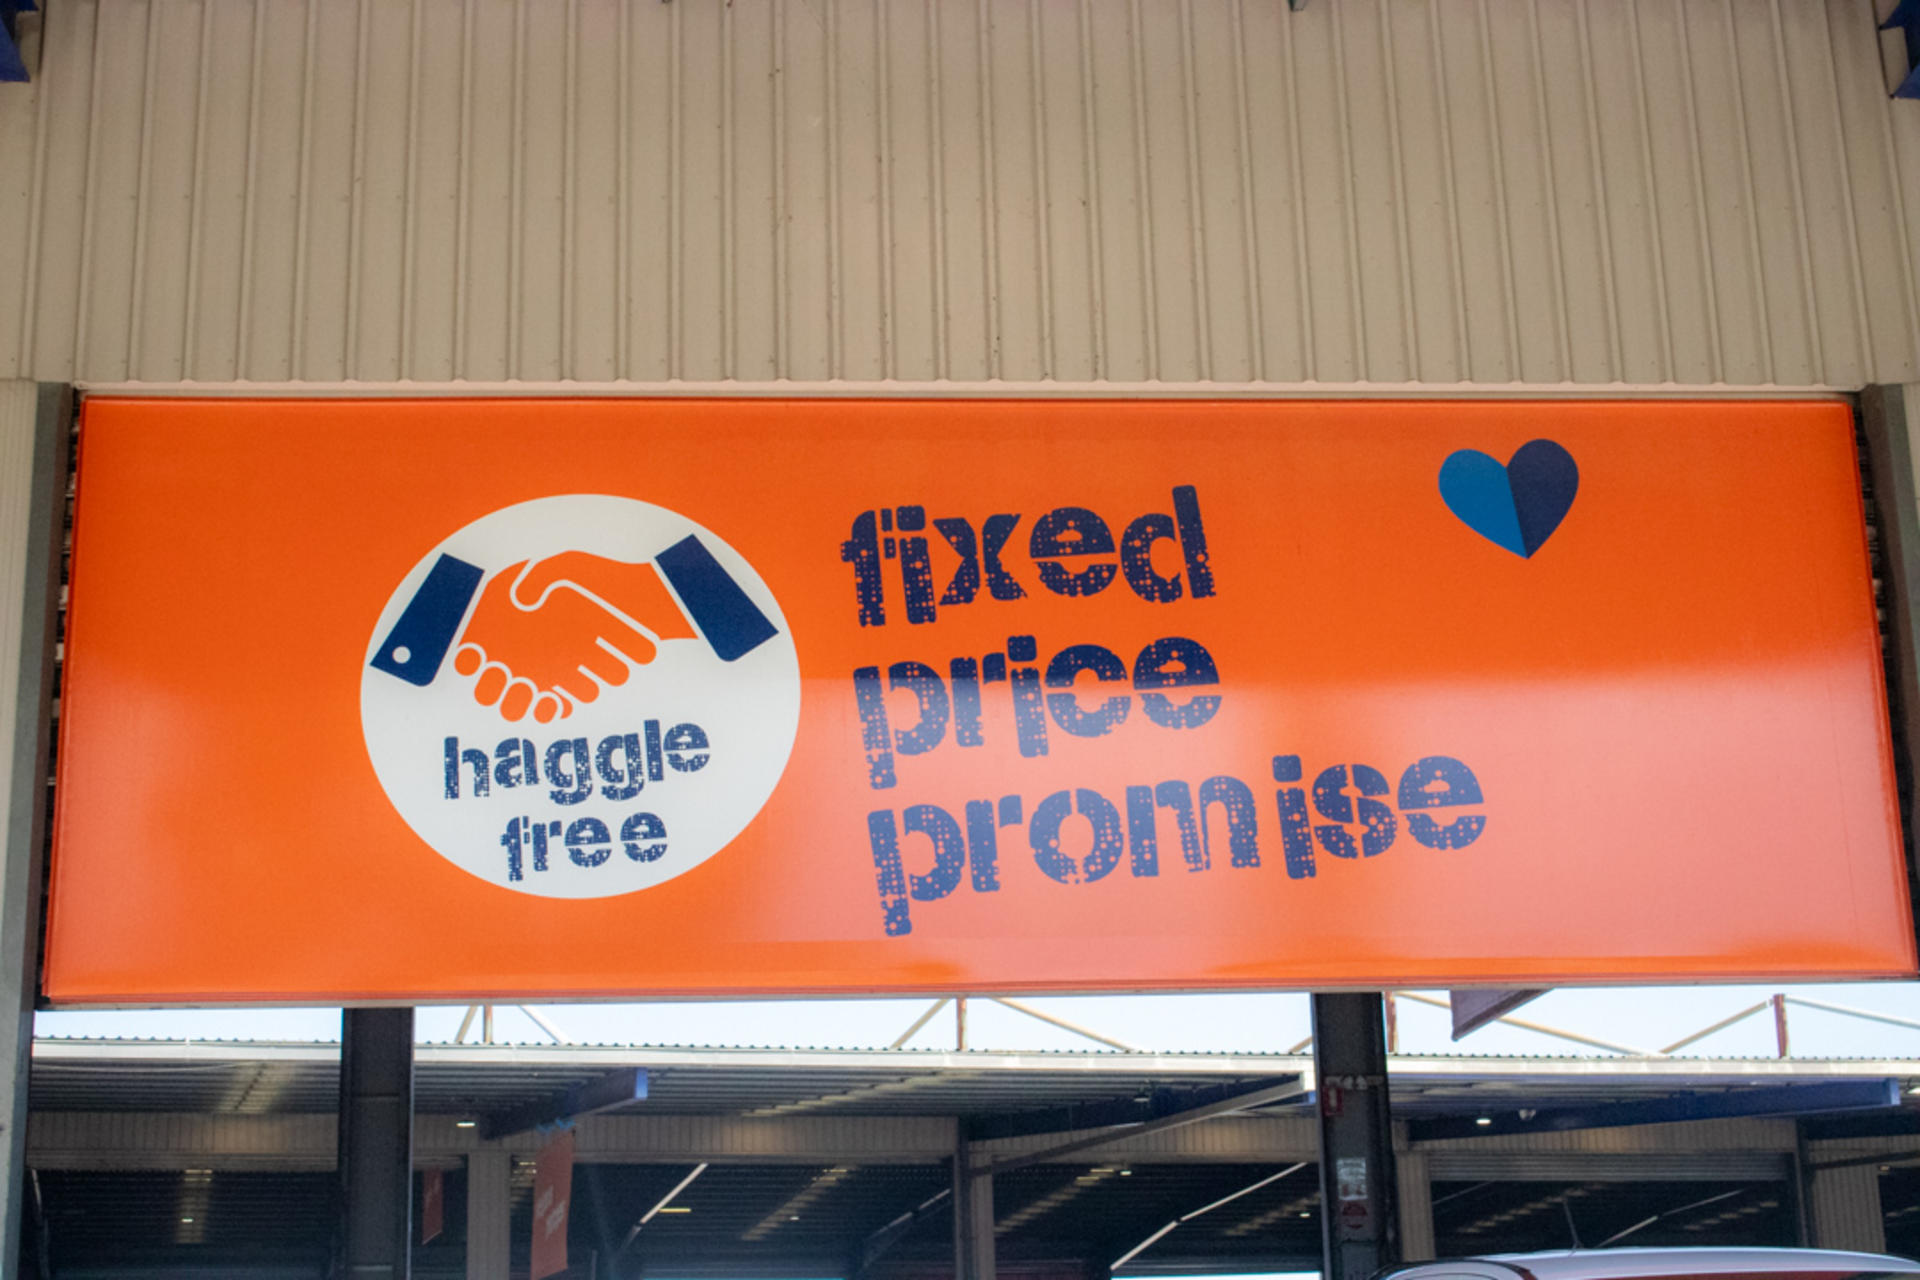 haggle
free
fixed
price
promise